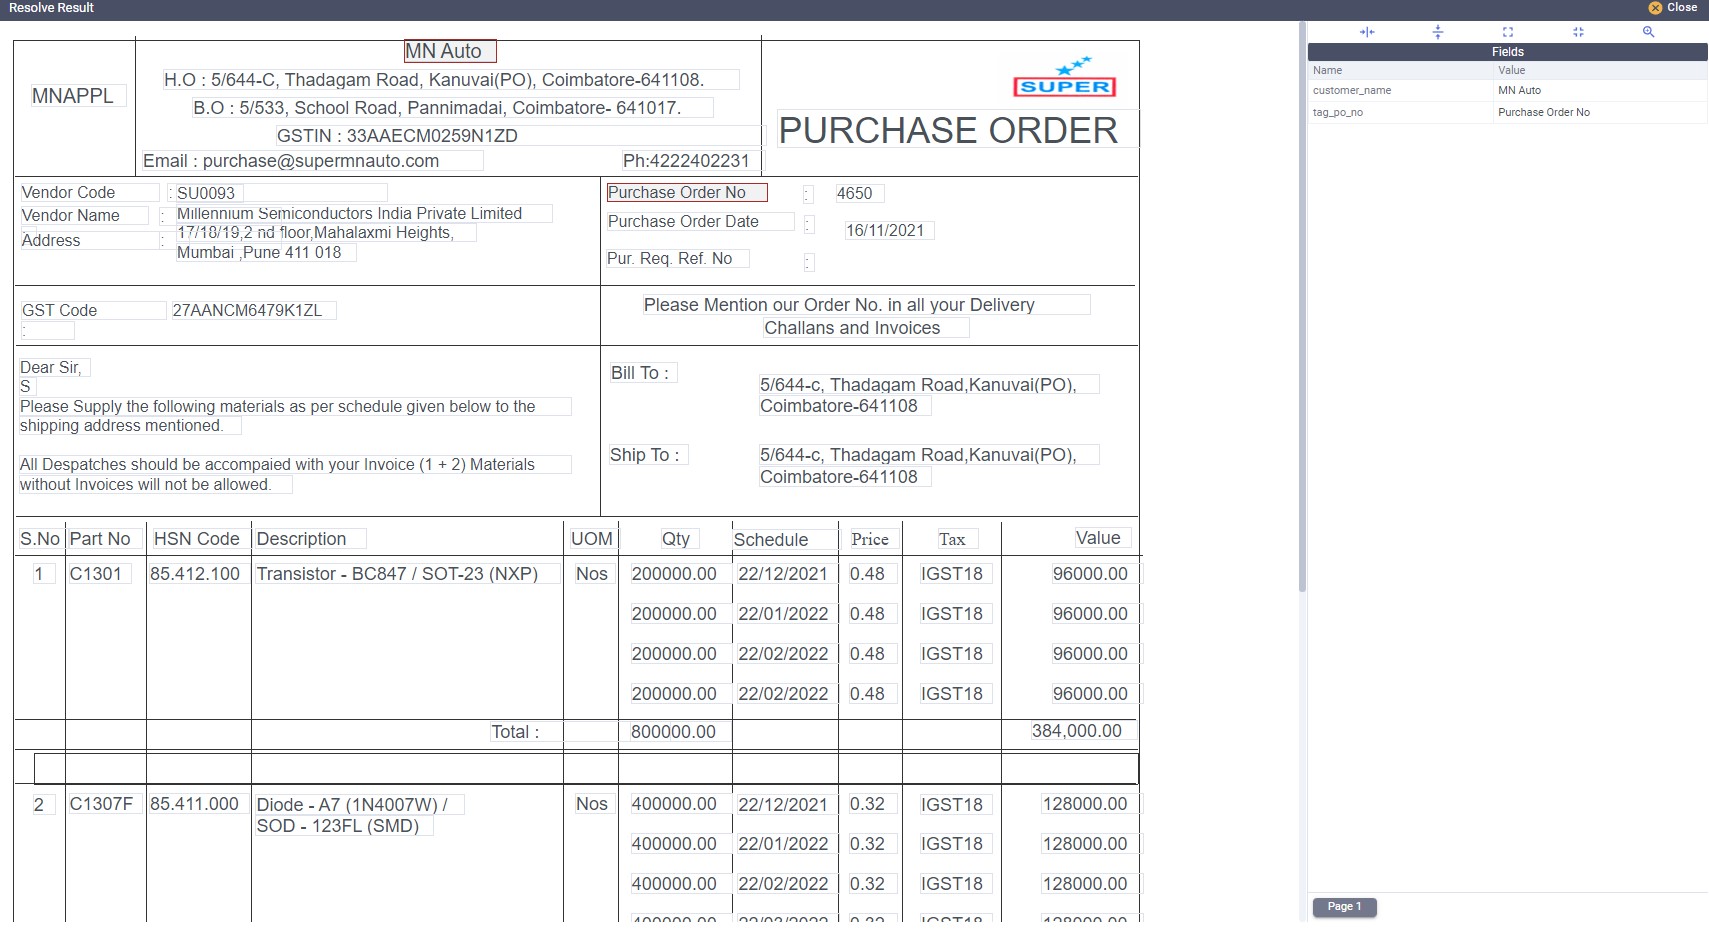 Resolve Result
Close
MN Auto
MNAPPL
H.O : 5/644-C, Thadagam Road, Kanuvai(PO), Coimbatore-641108.
B.O : 5/533, School Road, Pannimadai, Coimbatore- 641017.
GSTIN : 33AAECM0259N1ZD
Email : purchase@supermnauto.com Ph:4222402231
SUPER
PURCHASE ORDER
Vendor Code : SU0093
Vendor Name : Millennium Semiconductors India Private Limited
Address : 17/18/19,2 nd floor,Mahalaxmi Heights,
Mumbai ,Pune 411 018
Purchase Order No : 4650
Purchase Order Date : 16/11/2021
Pur. Req. Ref. No :
GST Code 27AANCM6479K1ZL
:
Please Mention our Order No. in all your Delivery
Challans and Invoices
Dear Sir,
S
Please Supply the following materials as per schedule given below to the
shipping address mentioned.
All Despatches should be accompaied with your Invoice (1 + 2) Materials
without Invoices will not be allowed.
Bill To :
5/644-c, Thadagam Road,Kanuvai(PO),
Coimbatore-641108
Ship To :
5/644-c, Thadagam Road,Kanuvai(PO),
Coimbatore-641108
S.No Part No HSN Code Description UOM Qty Schedule Price Tax Value
1 C1301 85.412.100 Transistor - BC847 / SOT-23 (NXP) Nos 200000.00 22/12/2021 0.48 IGST18 96000.00
200000.00 22/01/2022 0.48 IGST18 96000.00
200000.00 22/02/2022 0.48 IGST18 96000.00
200000.00 22/02/2022 0.48 IGST18 96000.00
Total : 800000.00 384,000.00
2 C1307F 85.411.000 Diode - A7 (1N4007W) / Nos 400000.00 22/12/2021 0.32 IGST18 128000.00
SOD - 123FL (SMD)
400000.00 22/01/2022 0.32 IGST18 128000.00
400000.00 22/02/2022 0.32 IGST18 128000.00
Fields
Name Value
customer_name MN Auto
tag_po_no Purchase Order No
Page 1